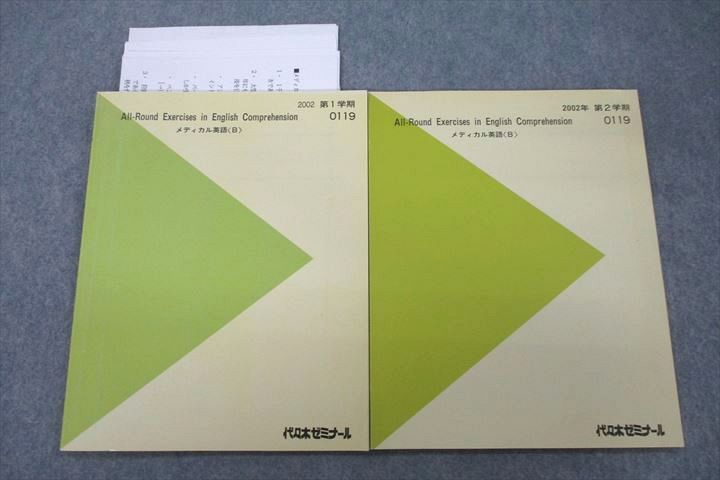 2002 第1学期
All-Round Exercises in English Comprehension 0119
メディカル英語〈B〉
代々木ゼミナール
2002年 第2学期
All-Round Exercises in English Comprehension 0119
メディカル英語〈B〉
代々木ゼミナール